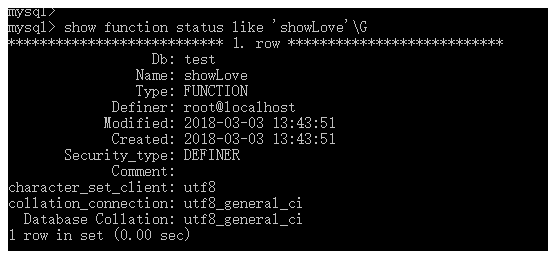 mysql>
mysql> show function status like 'showLove'\G
*************************** 1. row ***************************
Db: test
Name: showLove
Type: FUNCTION
Definer: root@localhost
Modified: 2018-03-03 13:43:51
Created: 2018-03-03 13:43:51
Security_type: DEFINER
Comment:
character_set_client: utf8
collation_connection: utf8_general_ci
Database Collation: utf8_general_ci
1 row in set (0.00 sec)